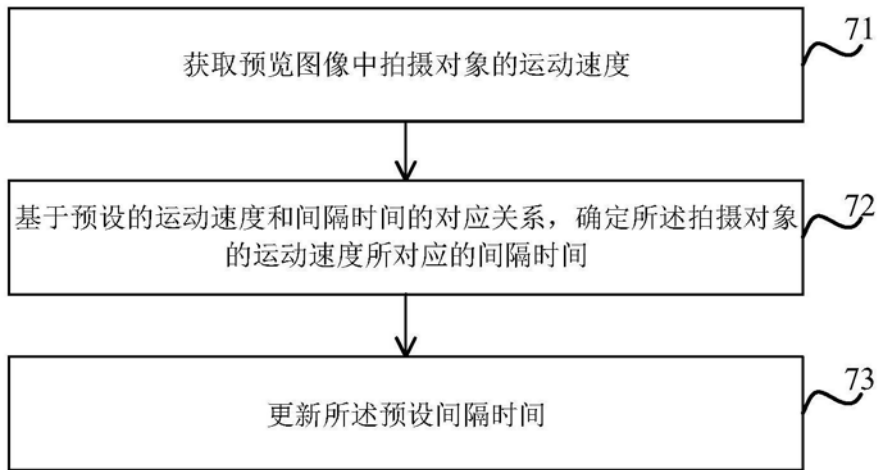 71
获取预览图像中拍摄对象的运动速度
基于预设的运动速度和间隔时间的对应关系，确定所述拍摄对象
72
的运动速度所对应的间隔时间
73
更新所述预设间隔时间